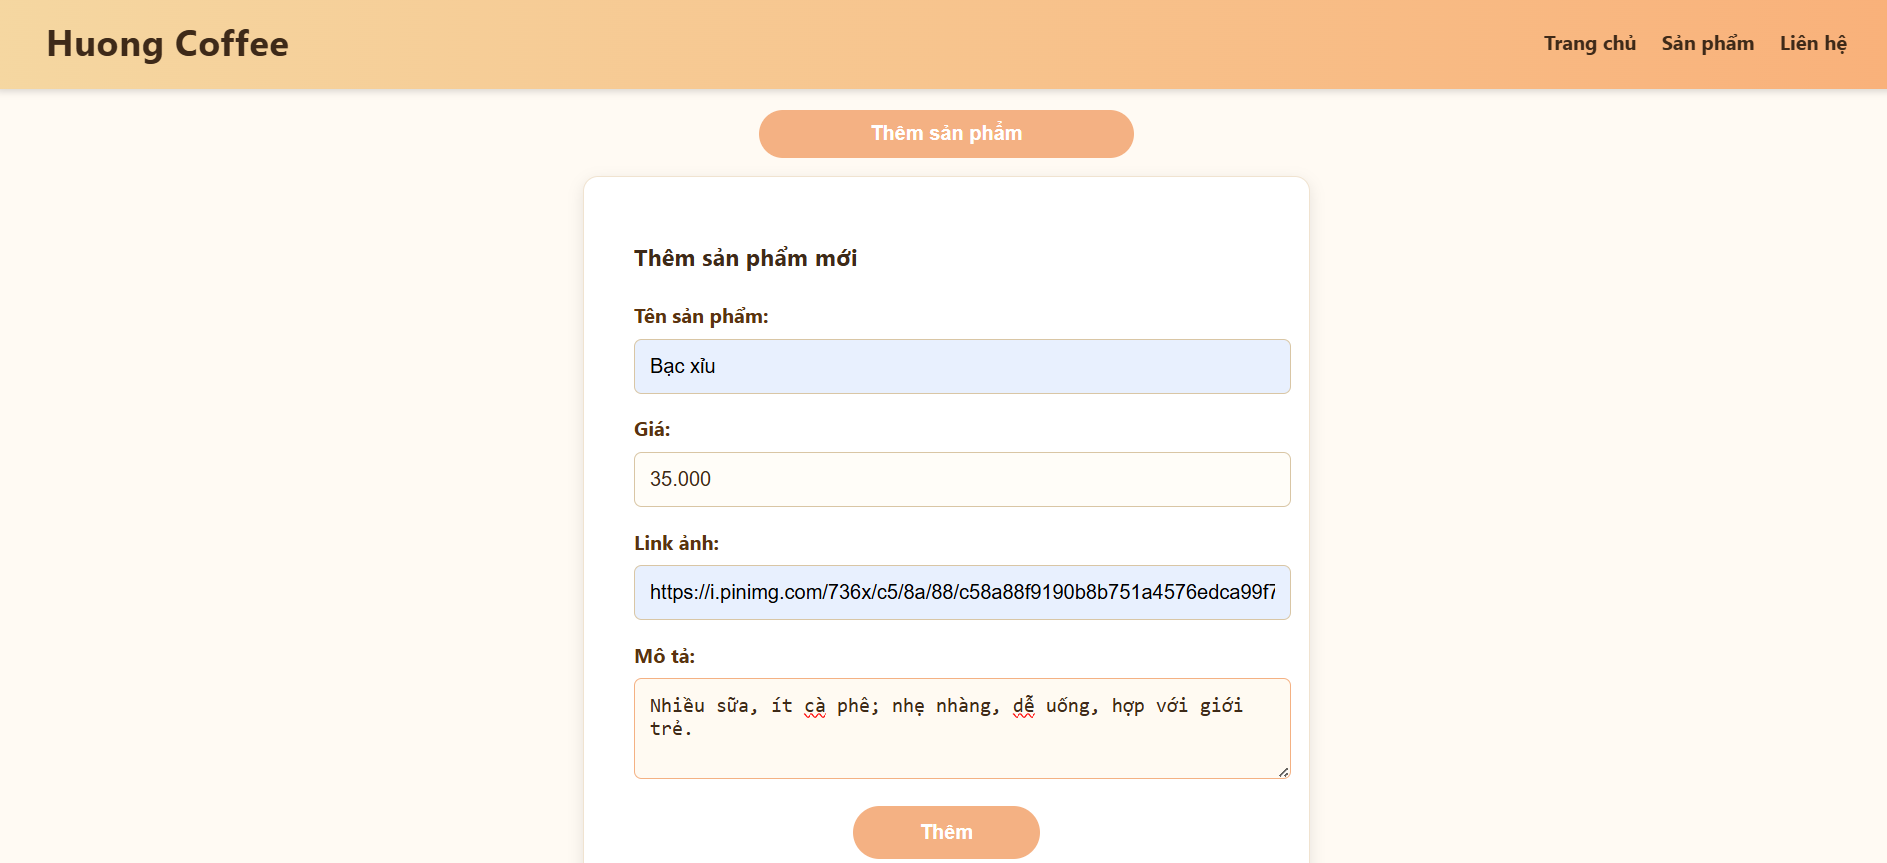 Huong Coffee
Trang chủ Sản phẩm Liên hệ
Thêm sản phẩm
Thêm sản phẩm mới
Tên sản phẩm:
Bạc xỉu
Giá:
35.000
Link ảnh:
https://i.pinimg.com/736x/c5/8a/88/c58a88f9190b8b751a4576edca99f7
Mô tả:
Nhiều sữa, ít cà phê; nhẹ nhàng, dễ uống, hợp với giới
trẻ.
Thêm